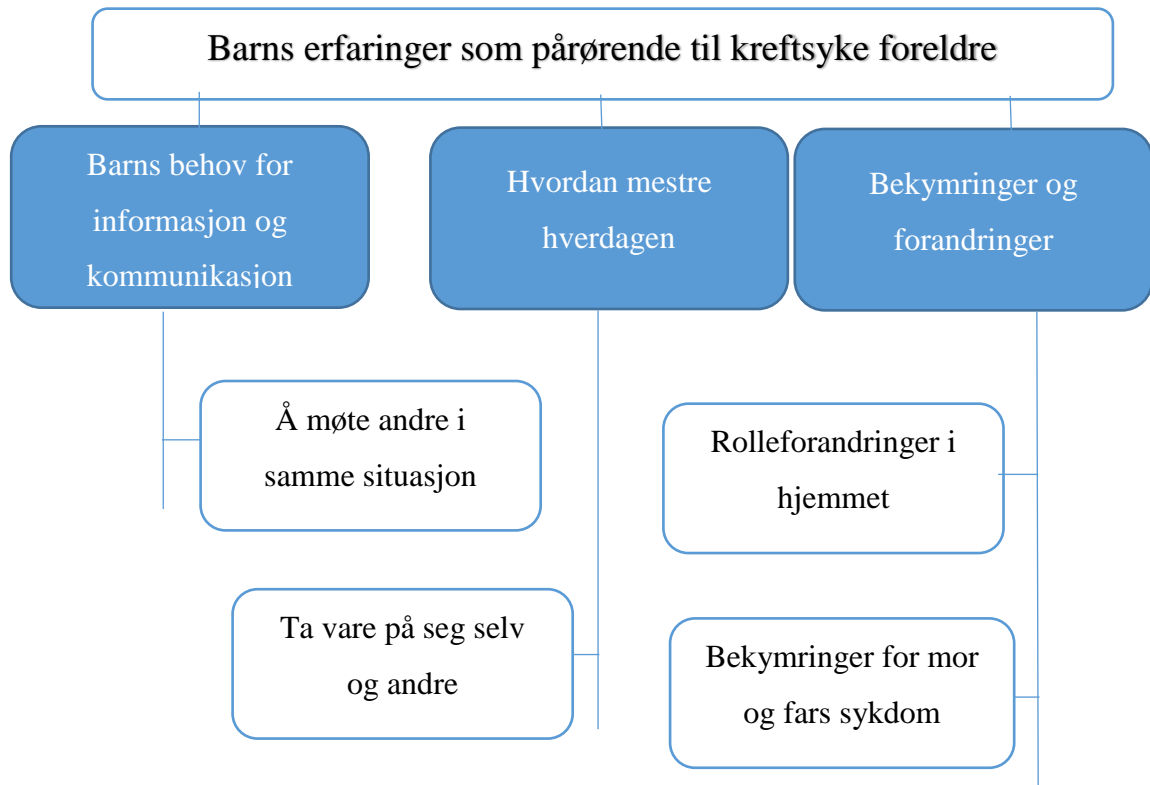 Barns erfaringer som pårørende til kreftsyke foreldre
Barns behov for
informasjon og
kommunikasjon
Hvordan mestre
hverdagen
Bekymringer og
forandringer
Å møte andre i
samme situasjon
Rolleforandringer i
hjemmet
Ta vare på seg selv
og andre
Bekymringer for mor
og fars sykdom